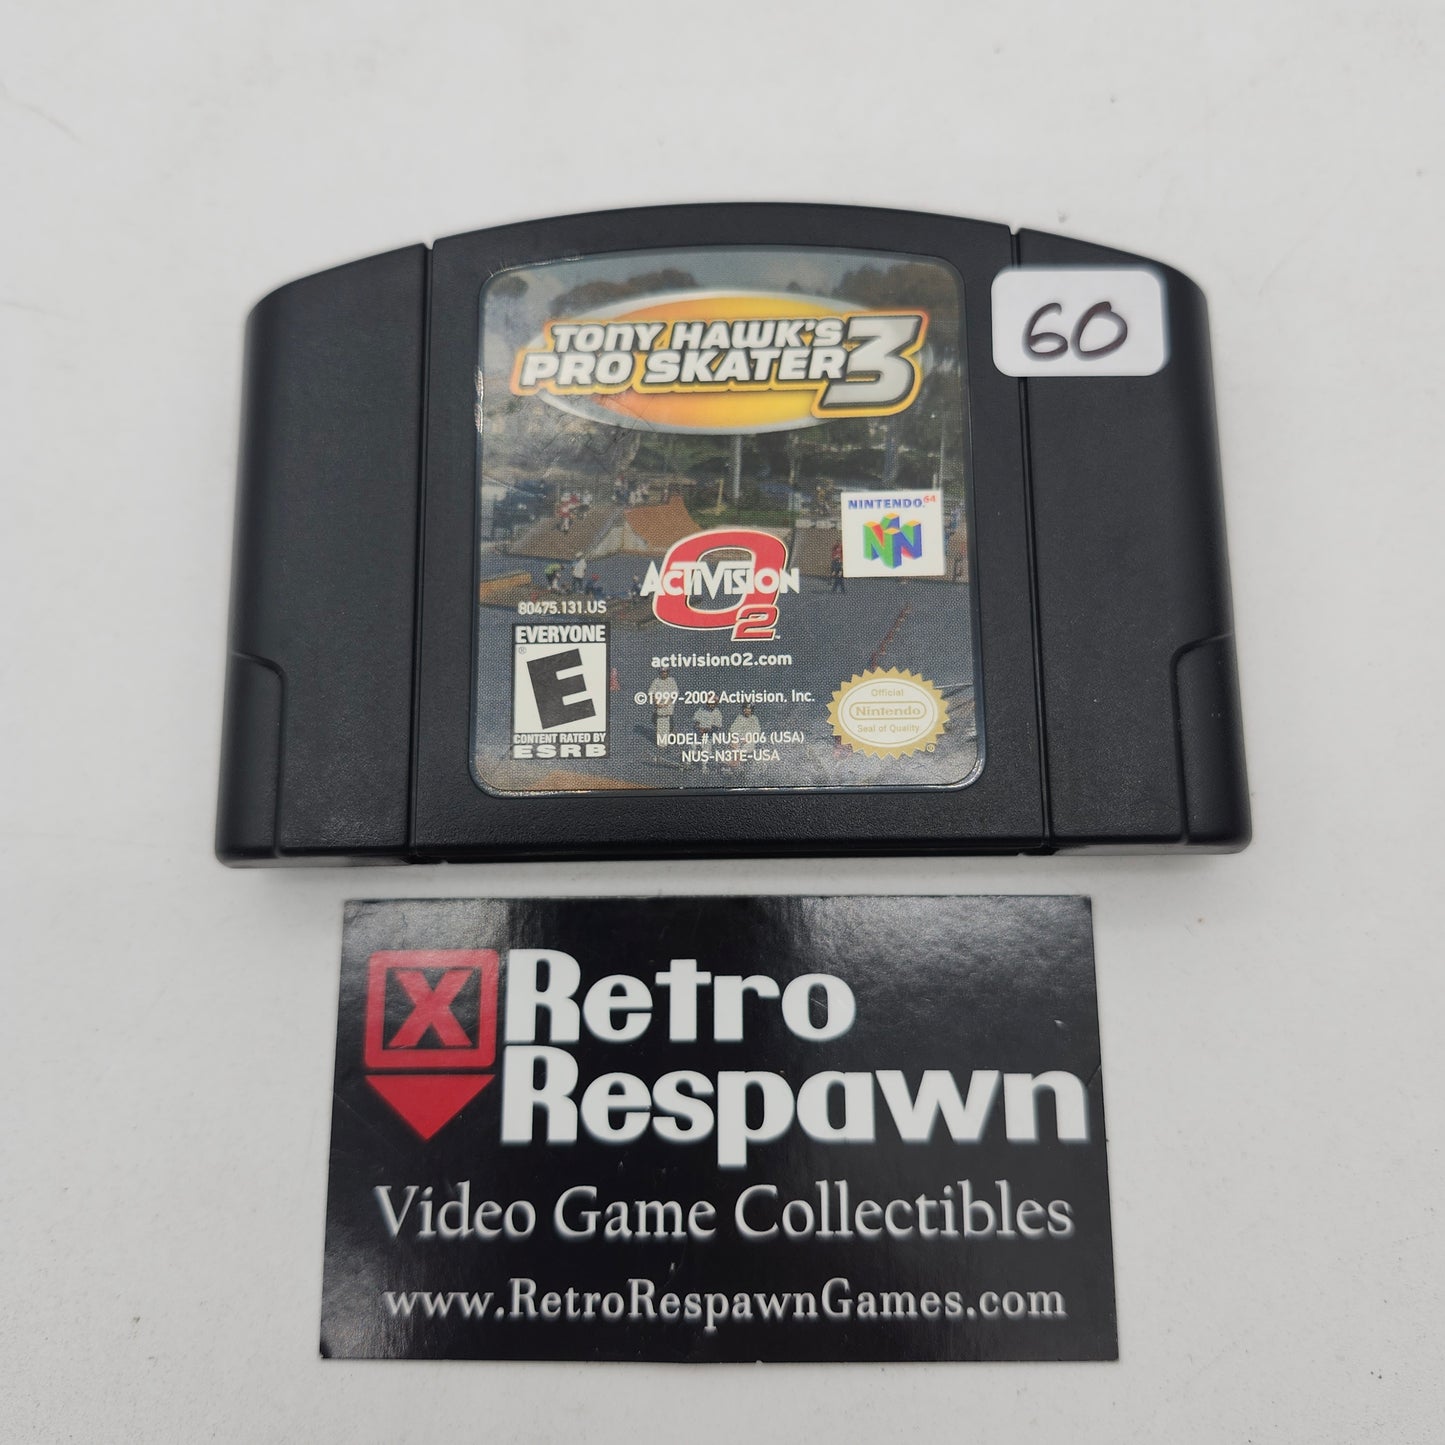 TONY HAWK'S
PRO SKATER 3
60
NINTENDO 64
ACTIVISION
O2
80475.131.US
EVERYONE
E
®
CONTENT RATED BY
ESRB
activisionO2.com
©1999-2002 Activision, Inc.
MODEL# NUS-006 (USA)
NUS-N3TE-USA
Official
Nintendo
Seal of Quality
®
X Retro
Respawn
Video Game Collectibles
www.RetroRespawnGames.com